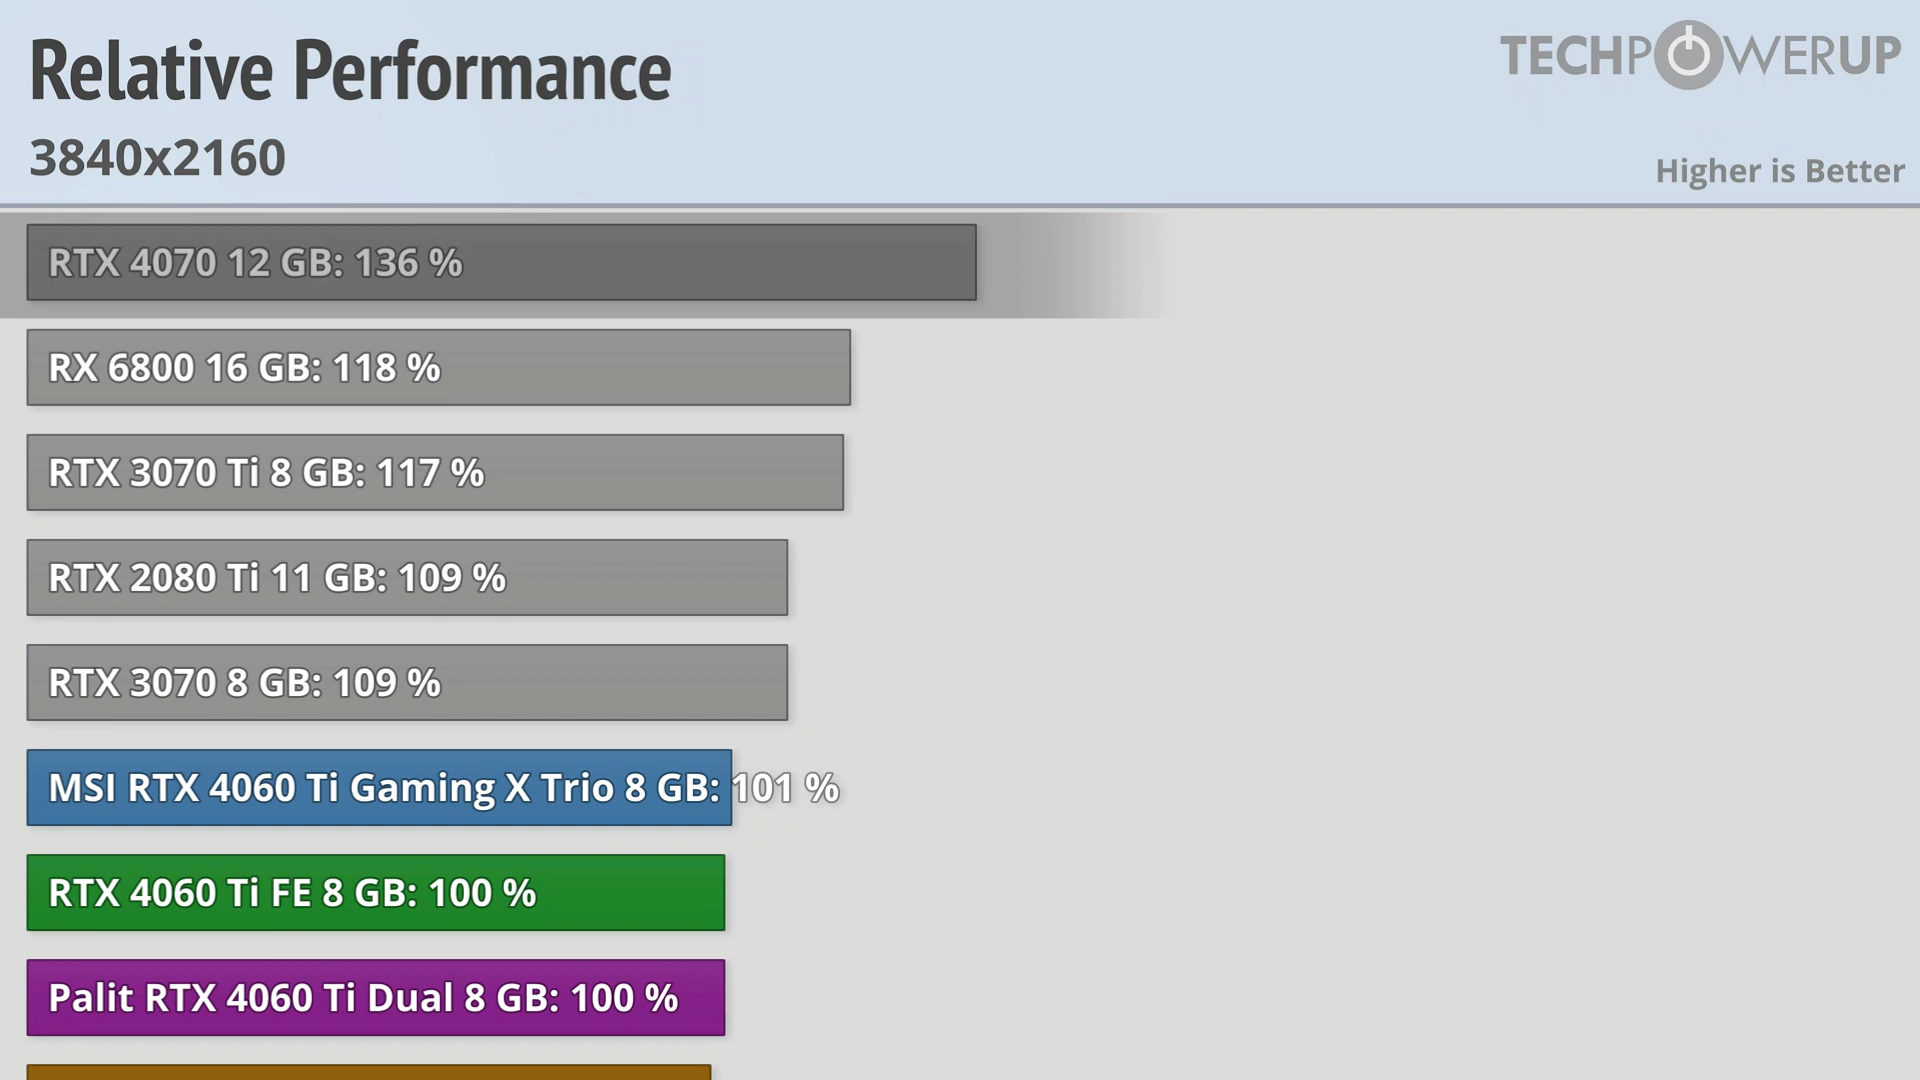 Relative Performance
TECHPOWERUP
3840x2160
Higher is Better
RTX 4070 12 GB: 136 %
RX 6800 16 GB: 118 %
RTX 3070 Ti 8 GB: 117 %
RTX 2080 Ti 11 GB: 109 %
RTX 3070 8 GB: 109 %
MSI RTX 4060 Ti Gaming X Trio 8 GB: 101 %
RTX 4060 Ti FE 8 GB: 100 %
Palit RTX 4060 Ti Dual 8 GB: 100 %